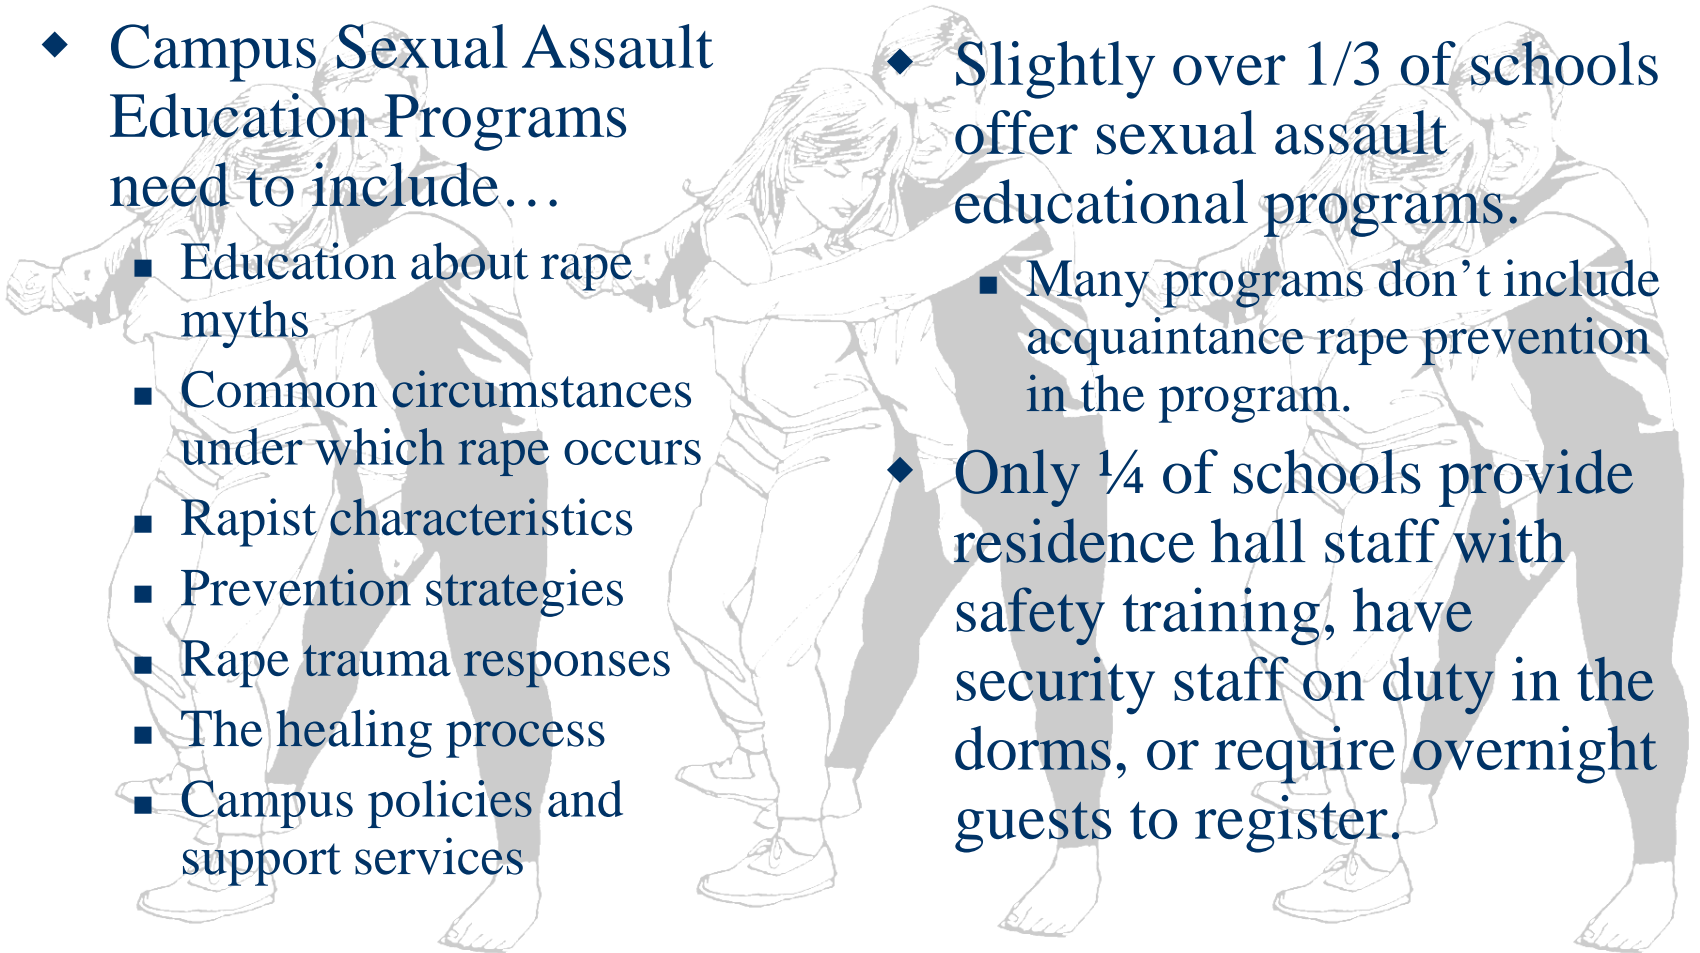 ◆ Campus Sexual Assault
Education Programs
need to include…
■ Education about rape
myths
■ Common circumstances
under which rape occurs
■ Rapist characteristics
■ Prevention strategies
■ Rape trauma responses
■ The healing process
■ Campus policies and
support services
◆ Slightly over 1/3 of schools
offer sexual assault
educational programs.
■ Many programs don’t include
acquaintance rape prevention
in the program.
◆ Only ¼ of schools provide
residence hall staff with
safety training, have
security staff on duty in the
dorms, or require overnight
guests to register.